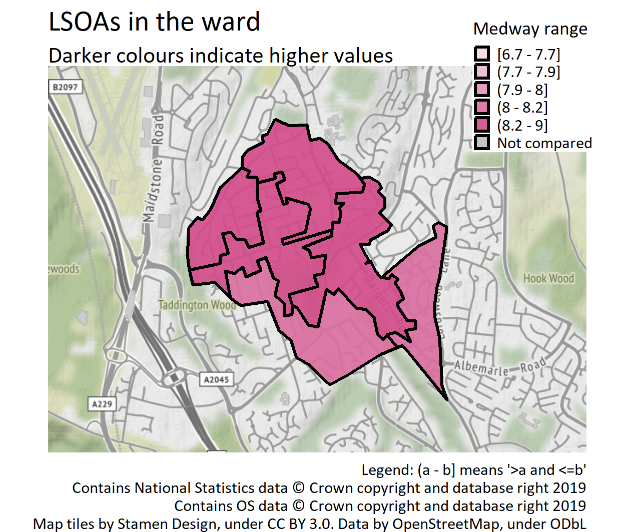 LSOAs in the ward
Darker colours indicate higher values
Medway range
[6.7 - 7.7]
(7.7 - 7.9]
(7.9 - 8]
(8 - 8.2]
(8.2 - 9]
Not compared
B2097
Maidstone Road
ewoods
Taddington Wood
Hook Wood
Lane
Albemarle Road
A2045
A229
Legend: (a - b] means '>a and <=b'
Contains National Statistics data © Crown copyright and database right 2019
Contains OS data © Crown copyright and database right 2019
Map tiles by Stamen Design, under CC BY 3.0. Data by OpenStreetMap, under ODbL